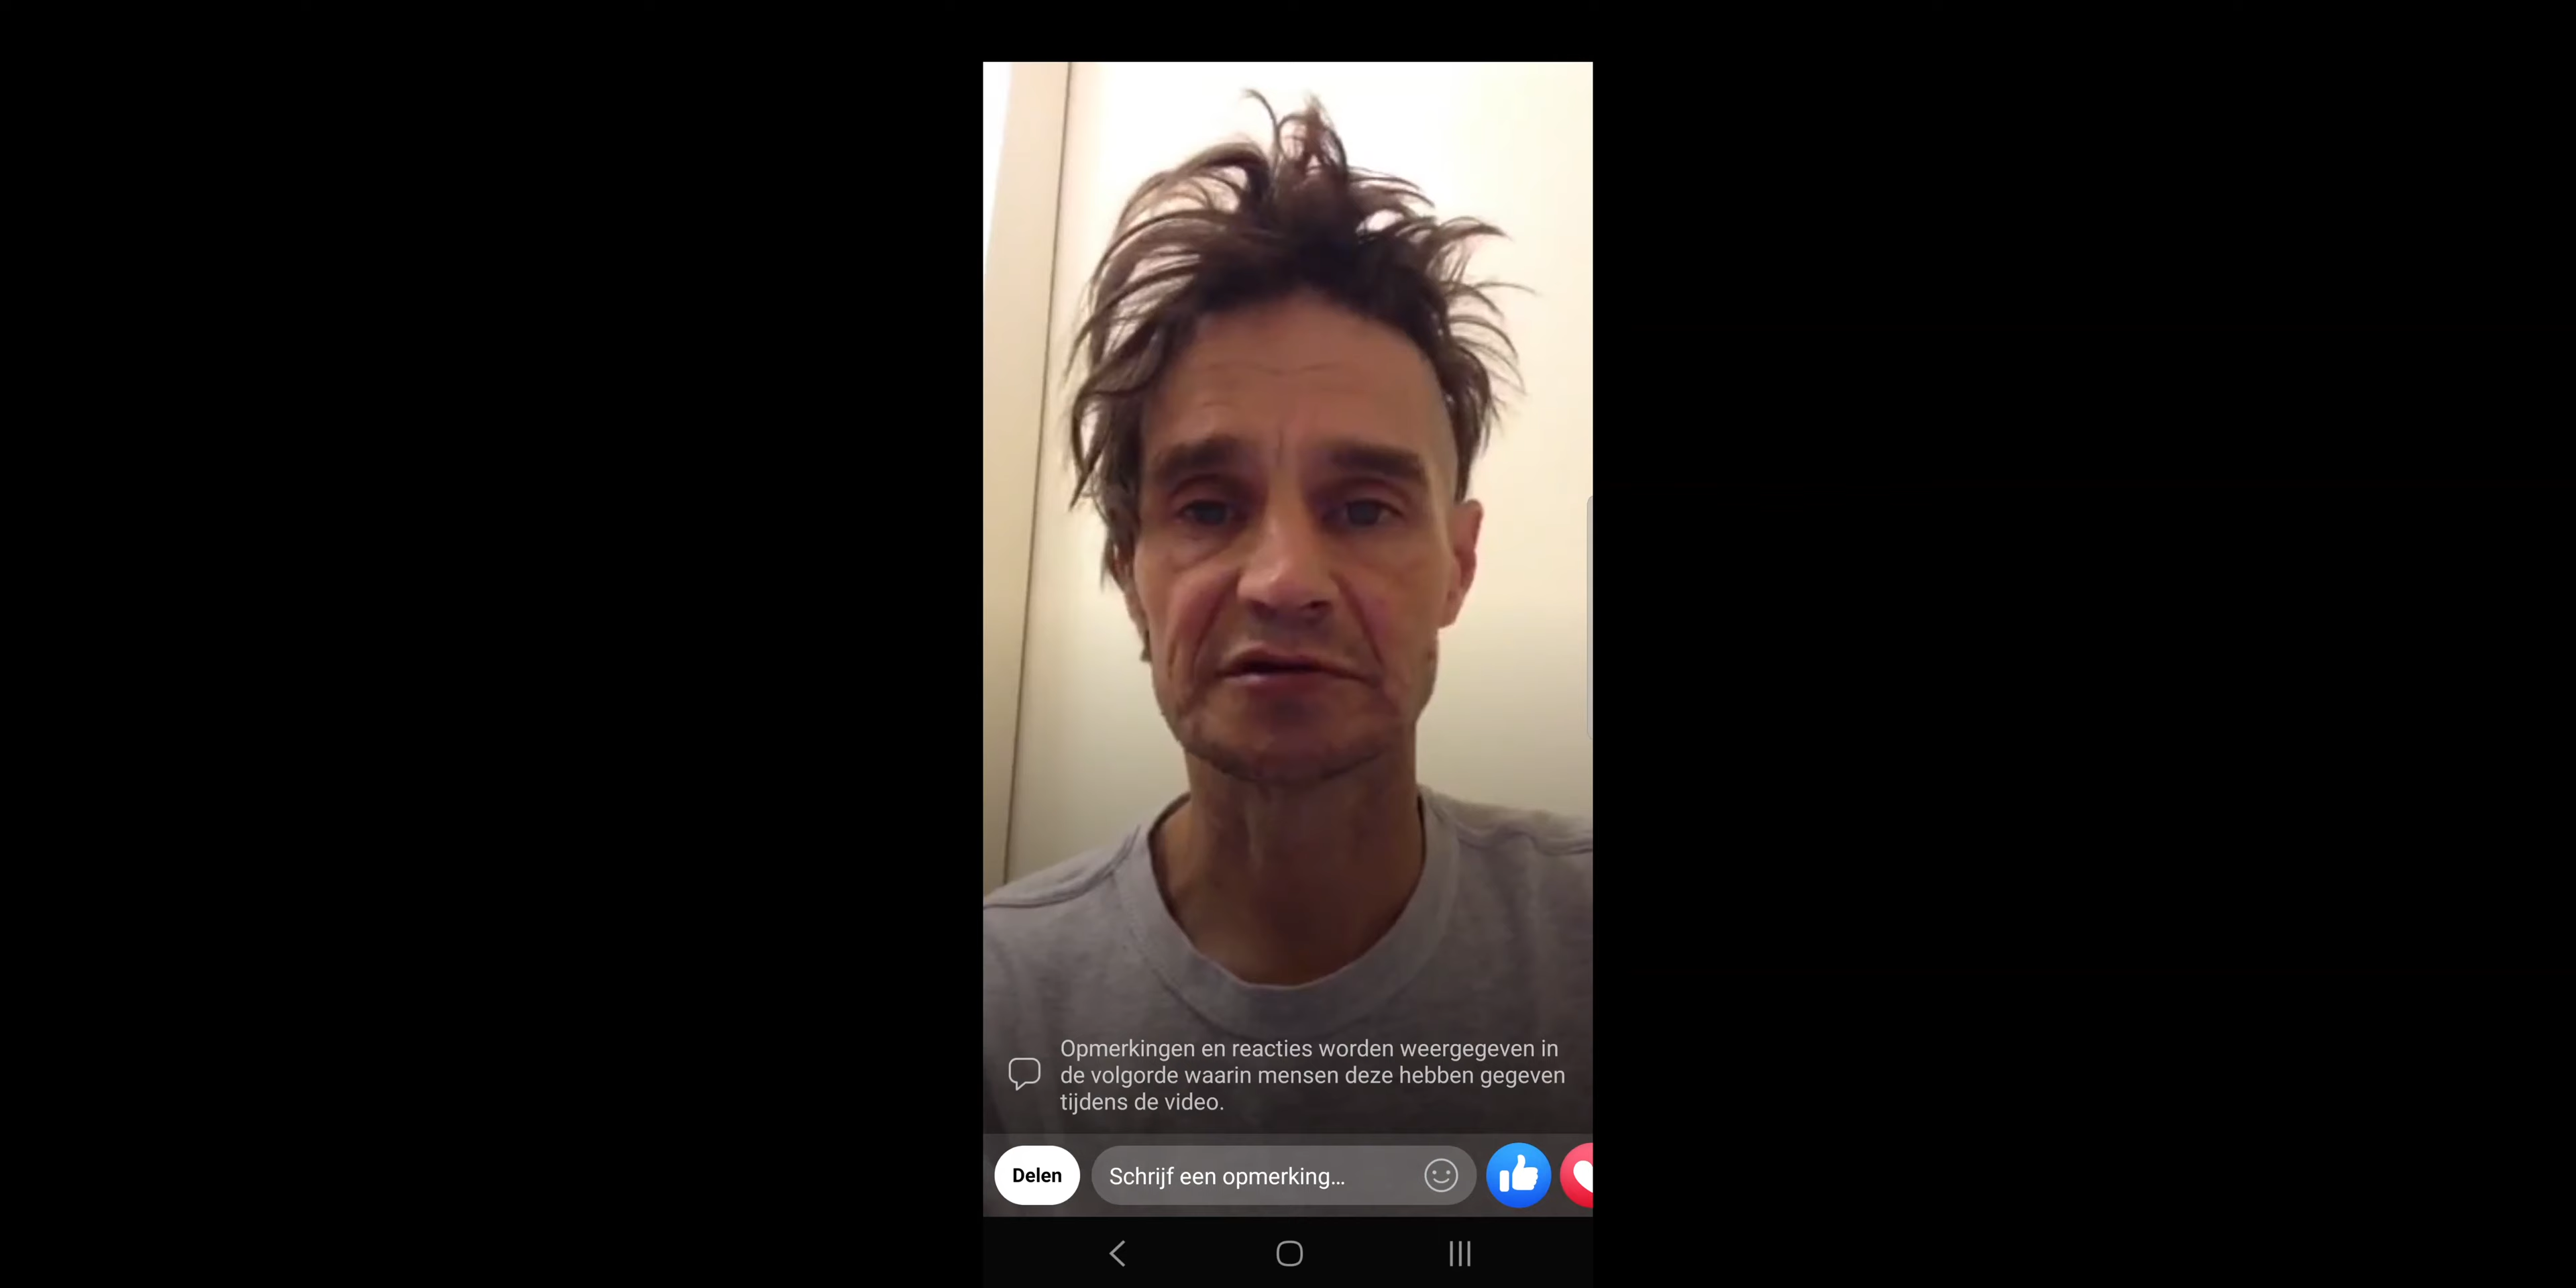 Opmerkingen en reacties worden weergegeven in
de volgorde waarin mensen deze hebben gegeven
tijdens de video.
Delen
Schrijf een opmerking...